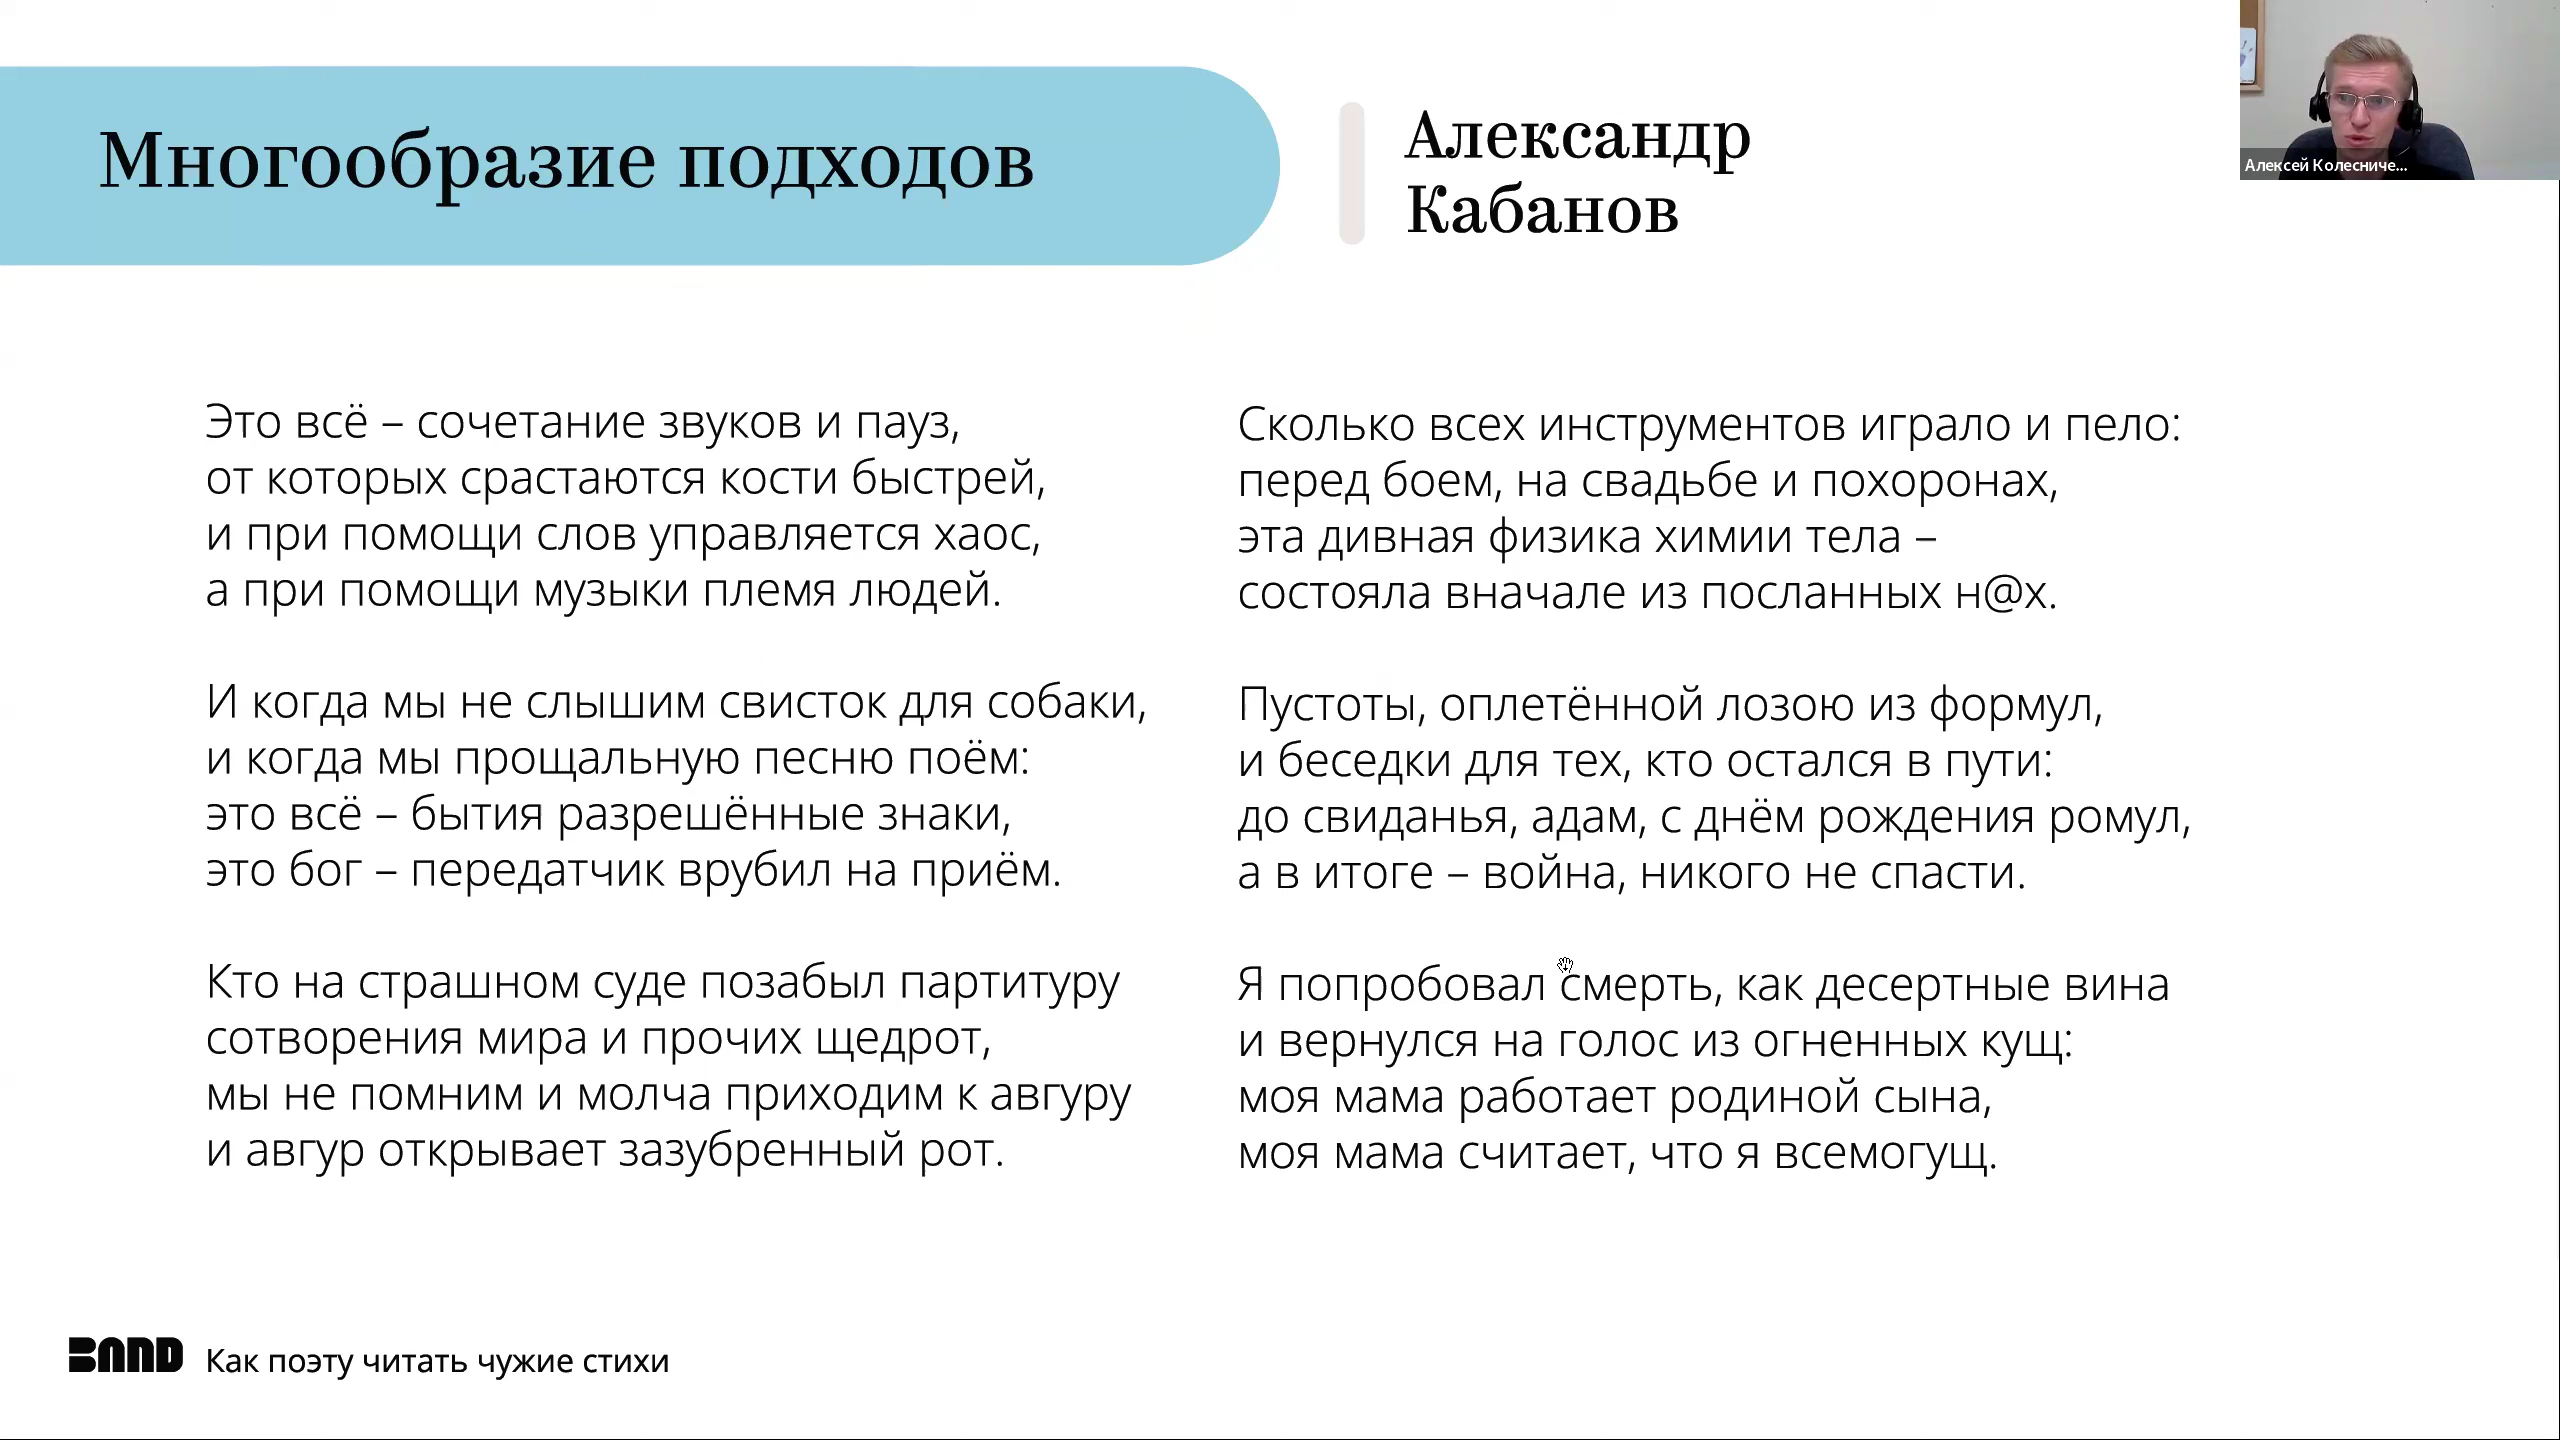 Многообразие подходов
Александр
Кабанов
Алексей Колесниче...
Это всё – сочетание звуков и пауз,
от которых срастаются кости быстрей,
и при помощи слов управляется хаос,
а при помощи музыки племя людей.
И когда мы не слышим свисток для собаки,
и когда мы прощальную песню поём:
это всё – бытия разрешённые знаки,
это бог – передатчик врубил на приём.
Кто на страшном суде позабыл партитуру
сотворения мира и прочих щедрот,
мы не помним и молча приходим к авгуру
и авгур открывает зазубренный рот.
Сколько всех инструментов играло и пело:
перед боем, на свадьбе и похоронах,
эта дивная физика химии тела –
состояла вначале из посланных н@х.
Пустоты, оплетённой лозою из формул,
и беседки для тех, кто остался в пути:
до свиданья, адам, с днём рождения ромул,
а в итоге – война, никого не спасти.
Я попробовал смерть, как десертные вина
и вернулся на голос из огненных кущ:
моя мама работает родиной сына,
моя мама считает, что я всемогущ.
BAND Как поэту читать чужие стихи